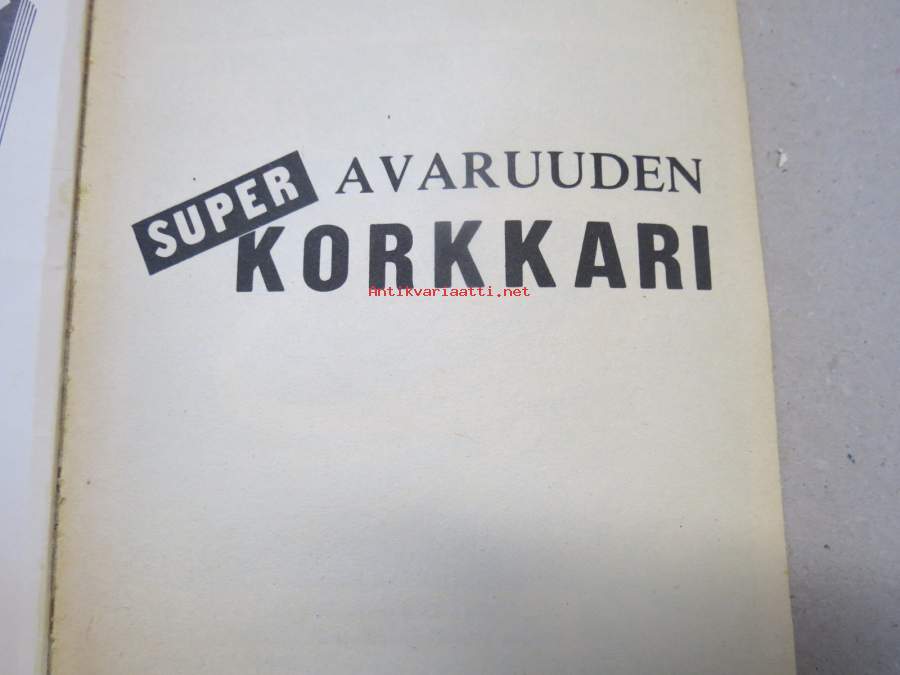 SUPER
AVARUUDEN
KORKKARI
Antikvariaatti.net